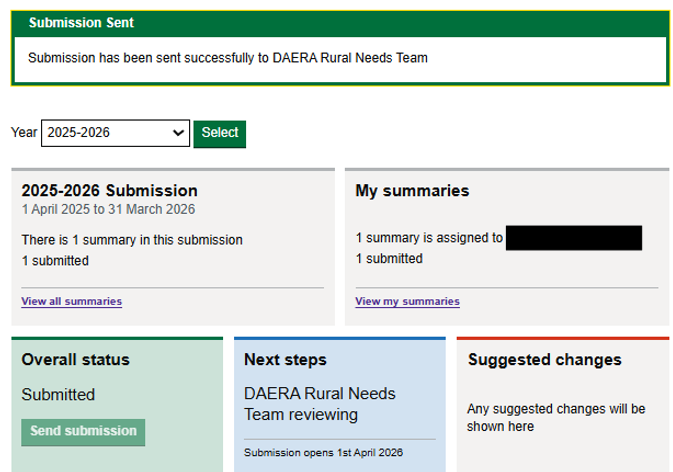 Submission Sent
Submission has been sent successfully to DAERA Rural Needs Team
Year 2025-2026 Select
2025-2026 Submission
1 April 2025 to 31 March 2026
There is 1 summary in this submission
1 submitted
View all summaries
My summaries
1 summary is assigned to
1 submitted
View my summaries
Overall status
Submitted
Send submission
Next steps
DAERA Rural Needs
Team reviewing
Submission opens 1st April 2026
Suggested changes
Any suggested changes will be
shown here